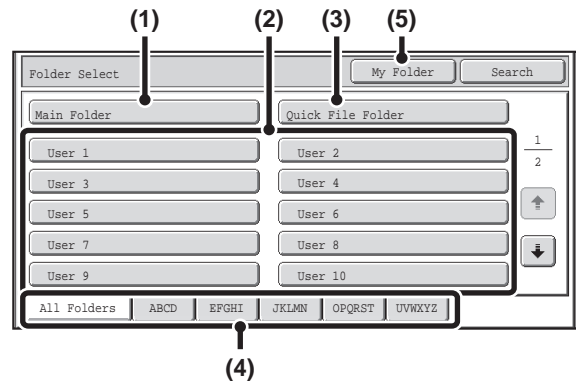 (1) (2) (3) (5)
Folder Select My Folder Search
Main Folder Quick File Folder
User 1 User 2 1
User 3 User 4 2
User 5 User 6
User 7 User 8
User 9 User 10
All Folders ABCD EFGHI JKLMN OPQRST UVWXYZ
(4)